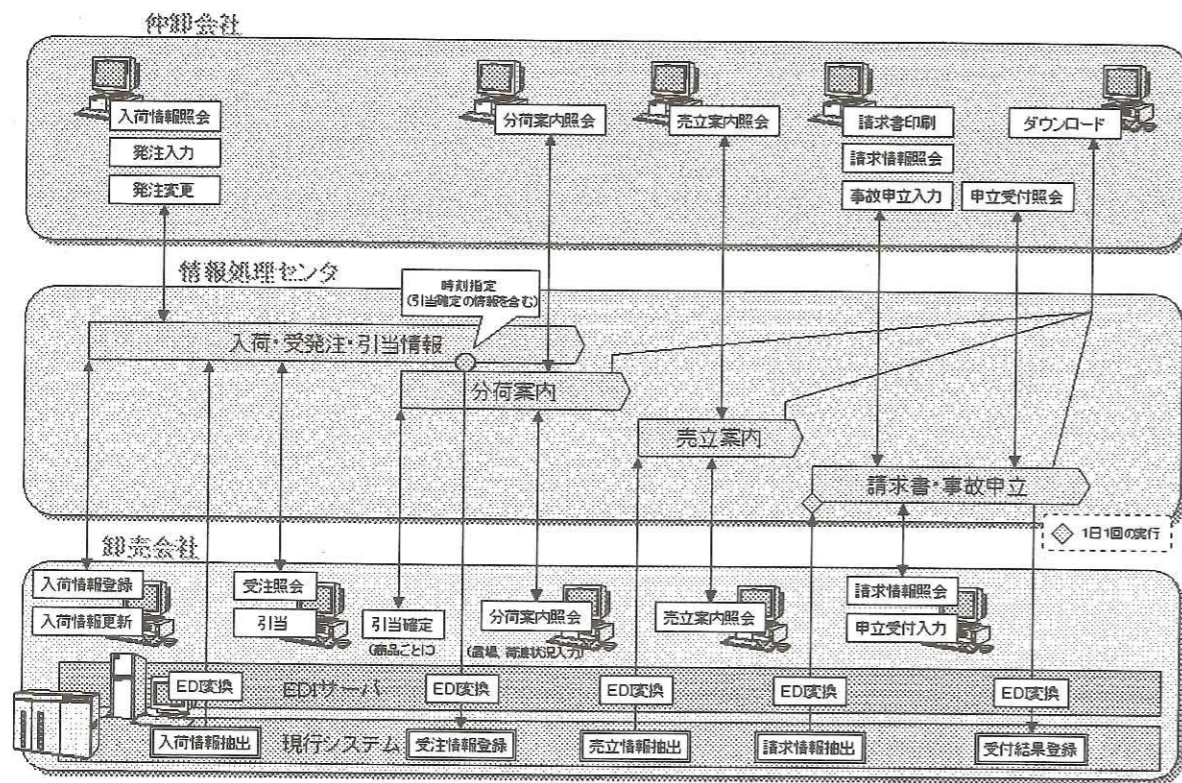 仲卸会社
入荷情報照会
発注入力
発注変更
分荷案内照会
売立案内照会
請求書印刷
請求情報照会
事故申立入力
申立受付照会
ダウンロード
情報処理センタ
時刻指定
(引当確定の情報を含む)
入荷・受発注・引当情報
分荷案内
売立案内
請求書・事故申立
1日1回の実行
卸売会社
入荷情報登録
入荷情報更新
受注照会
引当
引当確定
(商品ごとに)
分荷案内照会
(置場、荷渡状況入力)
売立案内照会
請求情報照会
申立受付入力
EDI変換
EDIサーバ
EDI変換
EDI変換
EDI変換
EDI変換
入荷情報抽出
現行システム
受注情報登録
売立情報抽出
請求情報抽出
受付結果登録